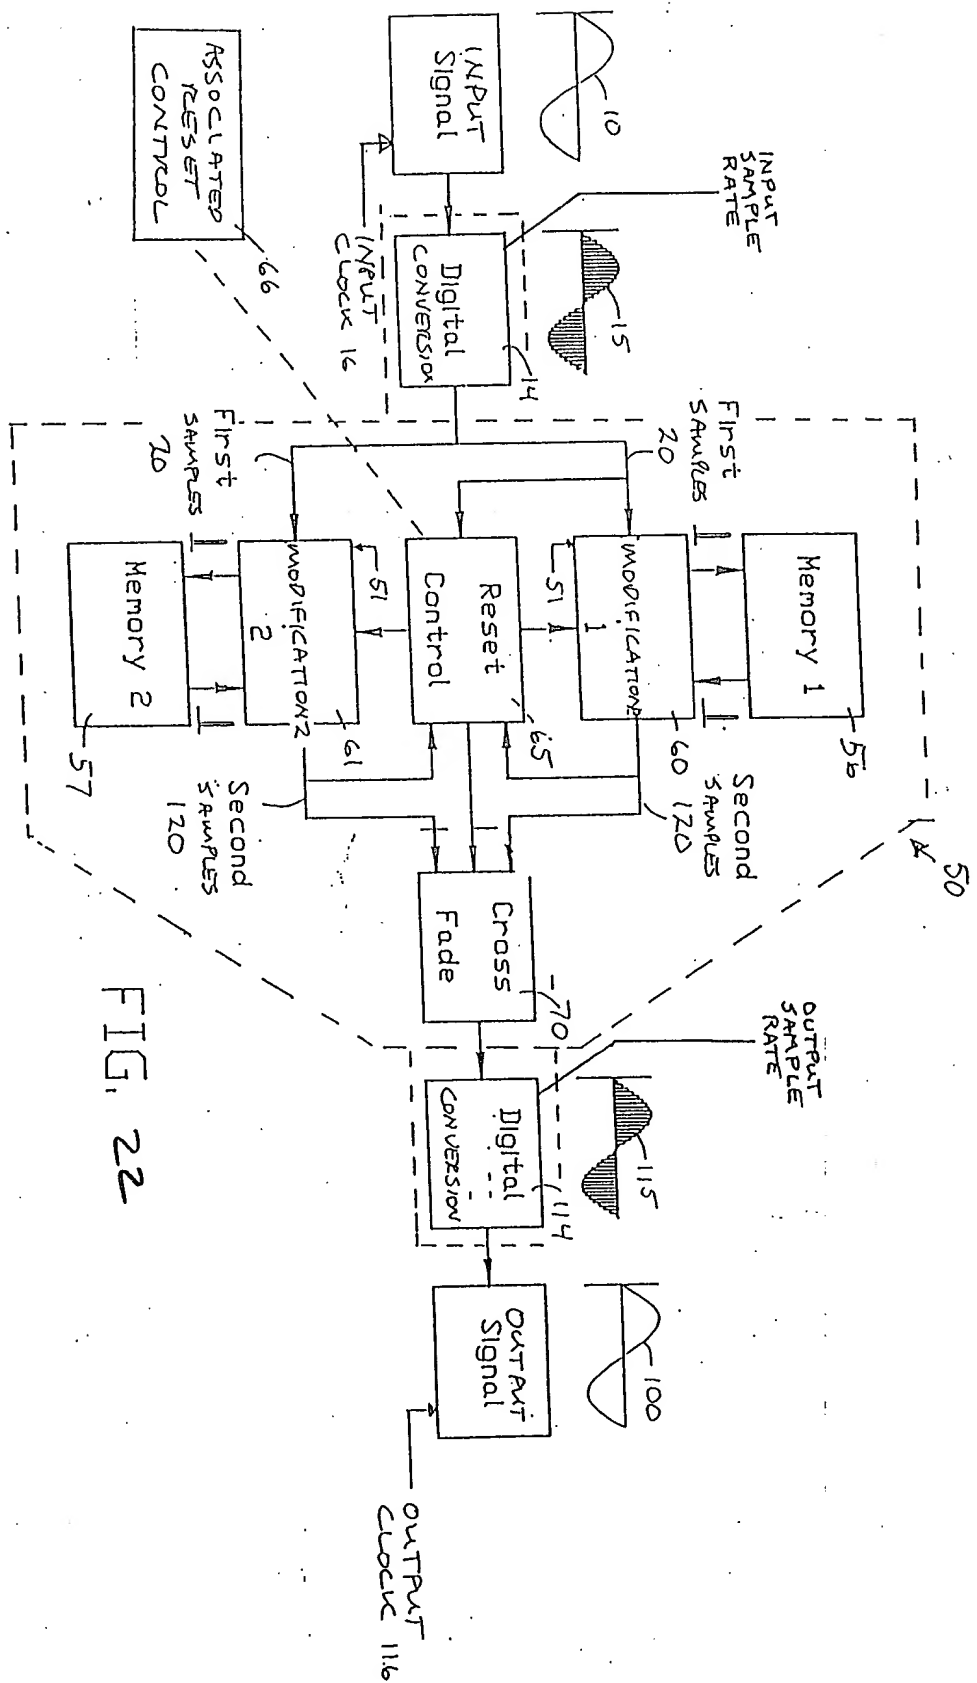 10
INPUT
SAMPLE
RATE
15
INPUT
Signal
INPUT
CLOCK 16
Digital
CONVERSION
14
ASSOCIATED
RESET
CONTROL
66
50
Memory 1
56
First
SAMPLES
20
Second
SAMPLES
120
MODIFICATION
1
60
51
Reset
Control
65
51
MODIFICATION 2
2
61
First
SAMPLES
20
Second
SAMPLES
120
Memory 2
57
Cross
Fade
70
OUTPUT
SAMPLE
RATE
115
Digital
CONVERSION
114
100
OUTPUT
Signal
OUTPUT
CLOCK 116
FIG. 22